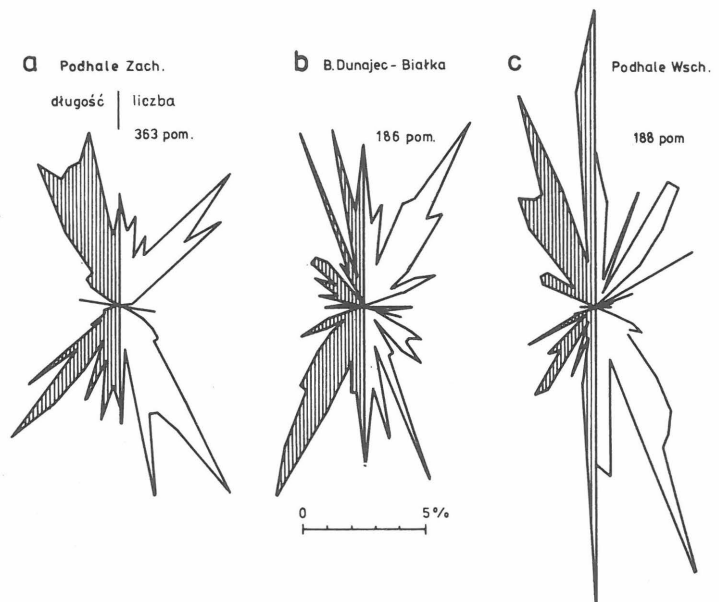 a Podhale Zach.
długość | liczba
363 pom.
b B.Dunajec - Białka
186 pom.
c Podhale Wsch.
188 pom
0 5%